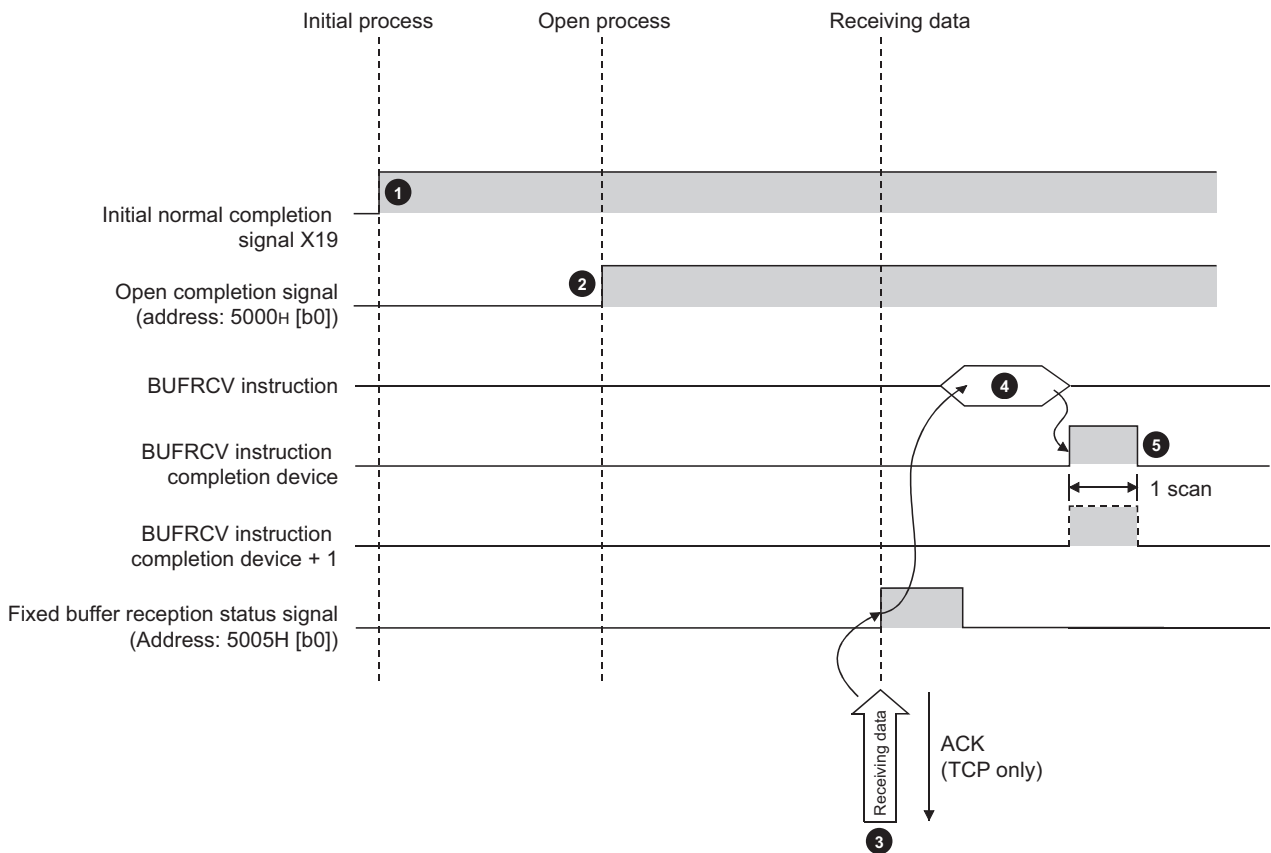 Initial process
Open process
Receiving data
1
Initial normal completion
signal X19
2
Open completion signal
(address: 5000H [b0])
BUFRCV instruction
4
BUFRCV instruction
completion device
5
1 scan
BUFRCV instruction
completion device + 1
Fixed buffer reception status signal
(Address: 5005H [b0])
Receiving data
ACK
(TCP only)
3